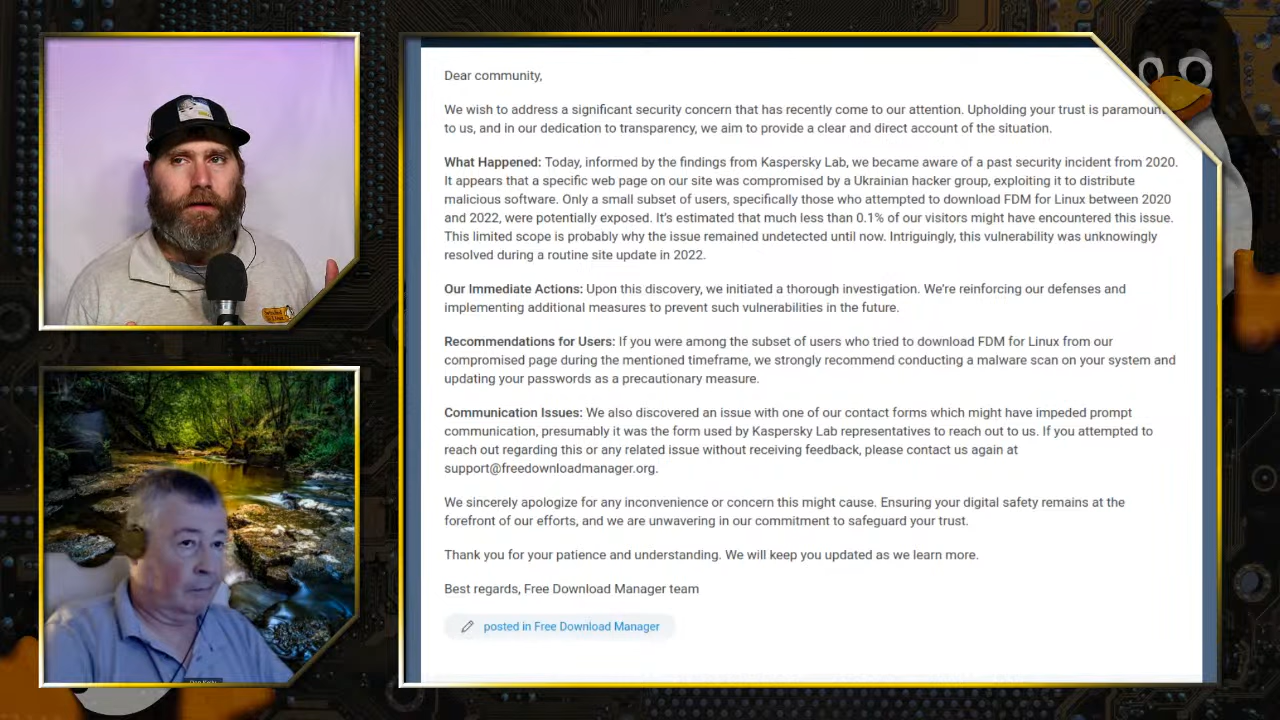 Dear community,
We wish to address a significant security concern that has recently come to our attention. Upholding your trust is paramount
to us, and in our dedication to transparency, we aim to provide a clear and direct account of the situation.
What Happened: Today, informed by the findings from Kaspersky Lab, we became aware of a past security incident from 2020.
It appears that a specific web page on our site was compromised by a Ukrainian hacker group, exploiting it to distribute
malicious software. Only a small subset of users, specifically those who attempted to download FDM for Linux between 2020
and 2022, were potentially exposed. It's estimated that much less than 0.1% of our visitors might have encountered this issue.
This limited scope is probably why the issue remained undetected until now. Intriguingly, this vulnerability was unknowingly
resolved during a routine site update in 2022.
Our Immediate Actions: Upon this discovery, we initiated a thorough investigation. We're reinforcing our defenses and
implementing additional measures to prevent such vulnerabilities in the future.
Recommendations for Users: If you were among the subset of users who tried to download FDM for Linux from our
compromised page during the mentioned timeframe, we strongly recommend conducting a malware scan on your system and
updating your passwords as a precautionary measure.
Communication Issues: We also discovered an issue with one of our contact forms which might have impeded prompt
communication, presumably it was the form used by Kaspersky Lab representatives to reach out to us. If you attempted to
reach out regarding this or any related issue without receiving feedback, please contact us again at
support@freedownloadmanager.org.
We sincerely apologize for any inconvenience or concern this might cause. Ensuring your digital safety remains at the
forefront of our efforts, and we are unwavering in our commitment to safeguard your trust.
Thank you for your patience and understanding. We will keep you updated as we learn more.
Best regards, Free Download Manager team
posted in Free Download Manager